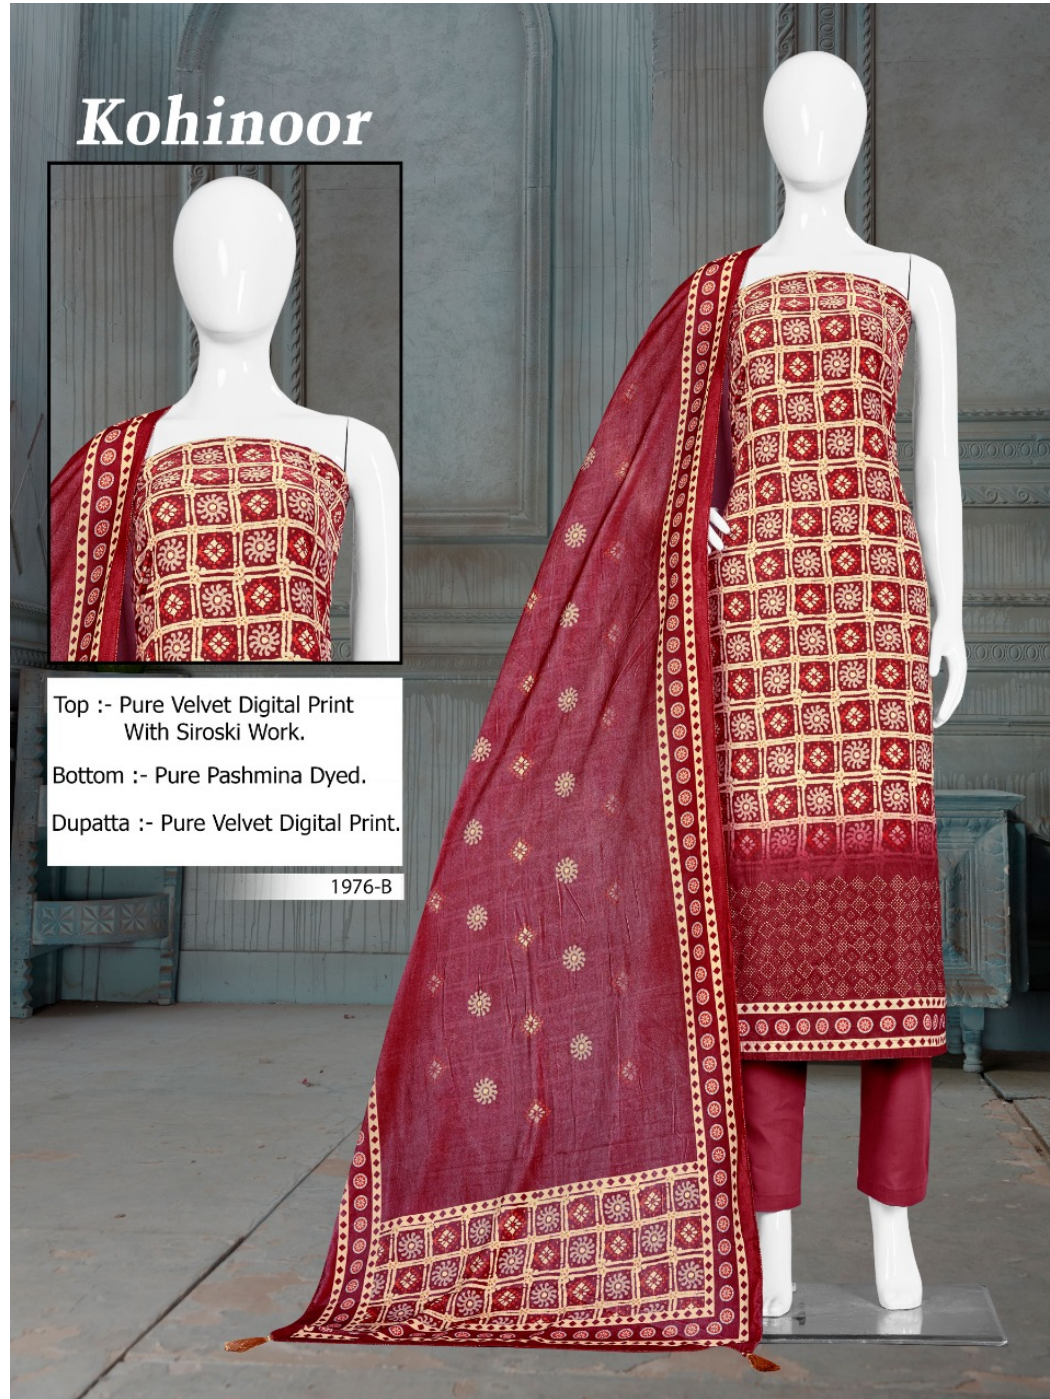 Kohinoor
Top :- Pure Velvet Digital Print
With Siroski Work.
Bottom :- Pure Pashmina Dyed.
Dupatta :- Pure Velvet Digital Print.
1976-B